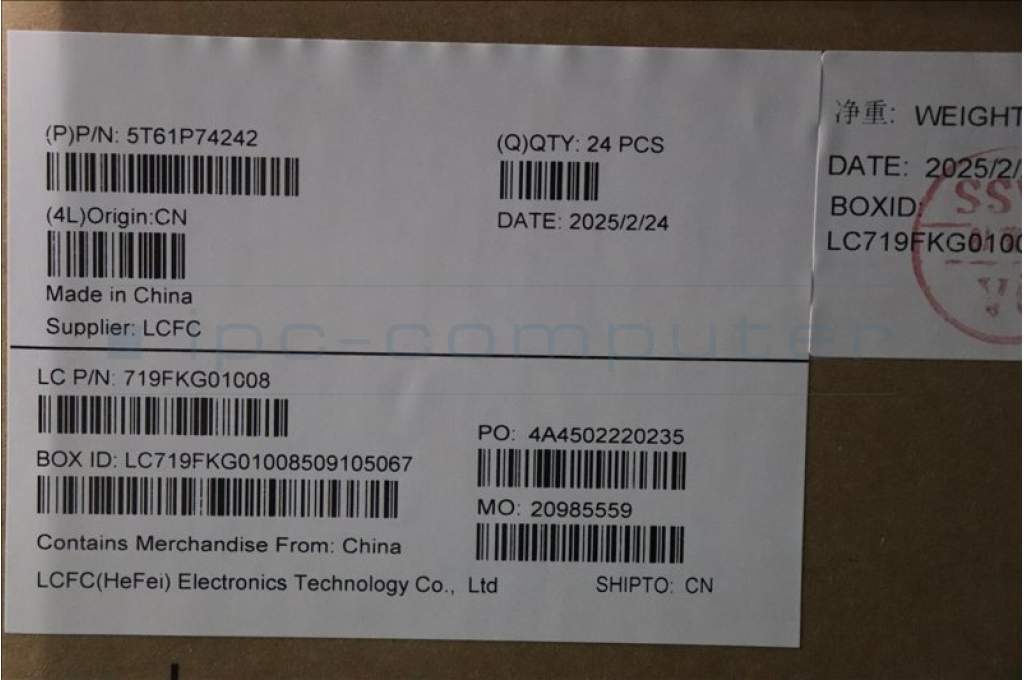 (P)P/N: 5T61P74242
(Q)QTY: 24 PCS
(4L)Origin:CN
DATE: 2025/2/24
Made in China
Supplier: LCFC
LC P/N: 719FKG01008
PO: 4A4502220235
BOX ID: LC719FKG01008509105067
MO: 20985559
Contains Merchandise From: China
LCFC(HeFei) Electronics Technology Co., Ltd
SHIPTO: CN
净重: WEIGHT
DATE: 2025/2/
BOXID:
LC719FKG0100
ipc-computer